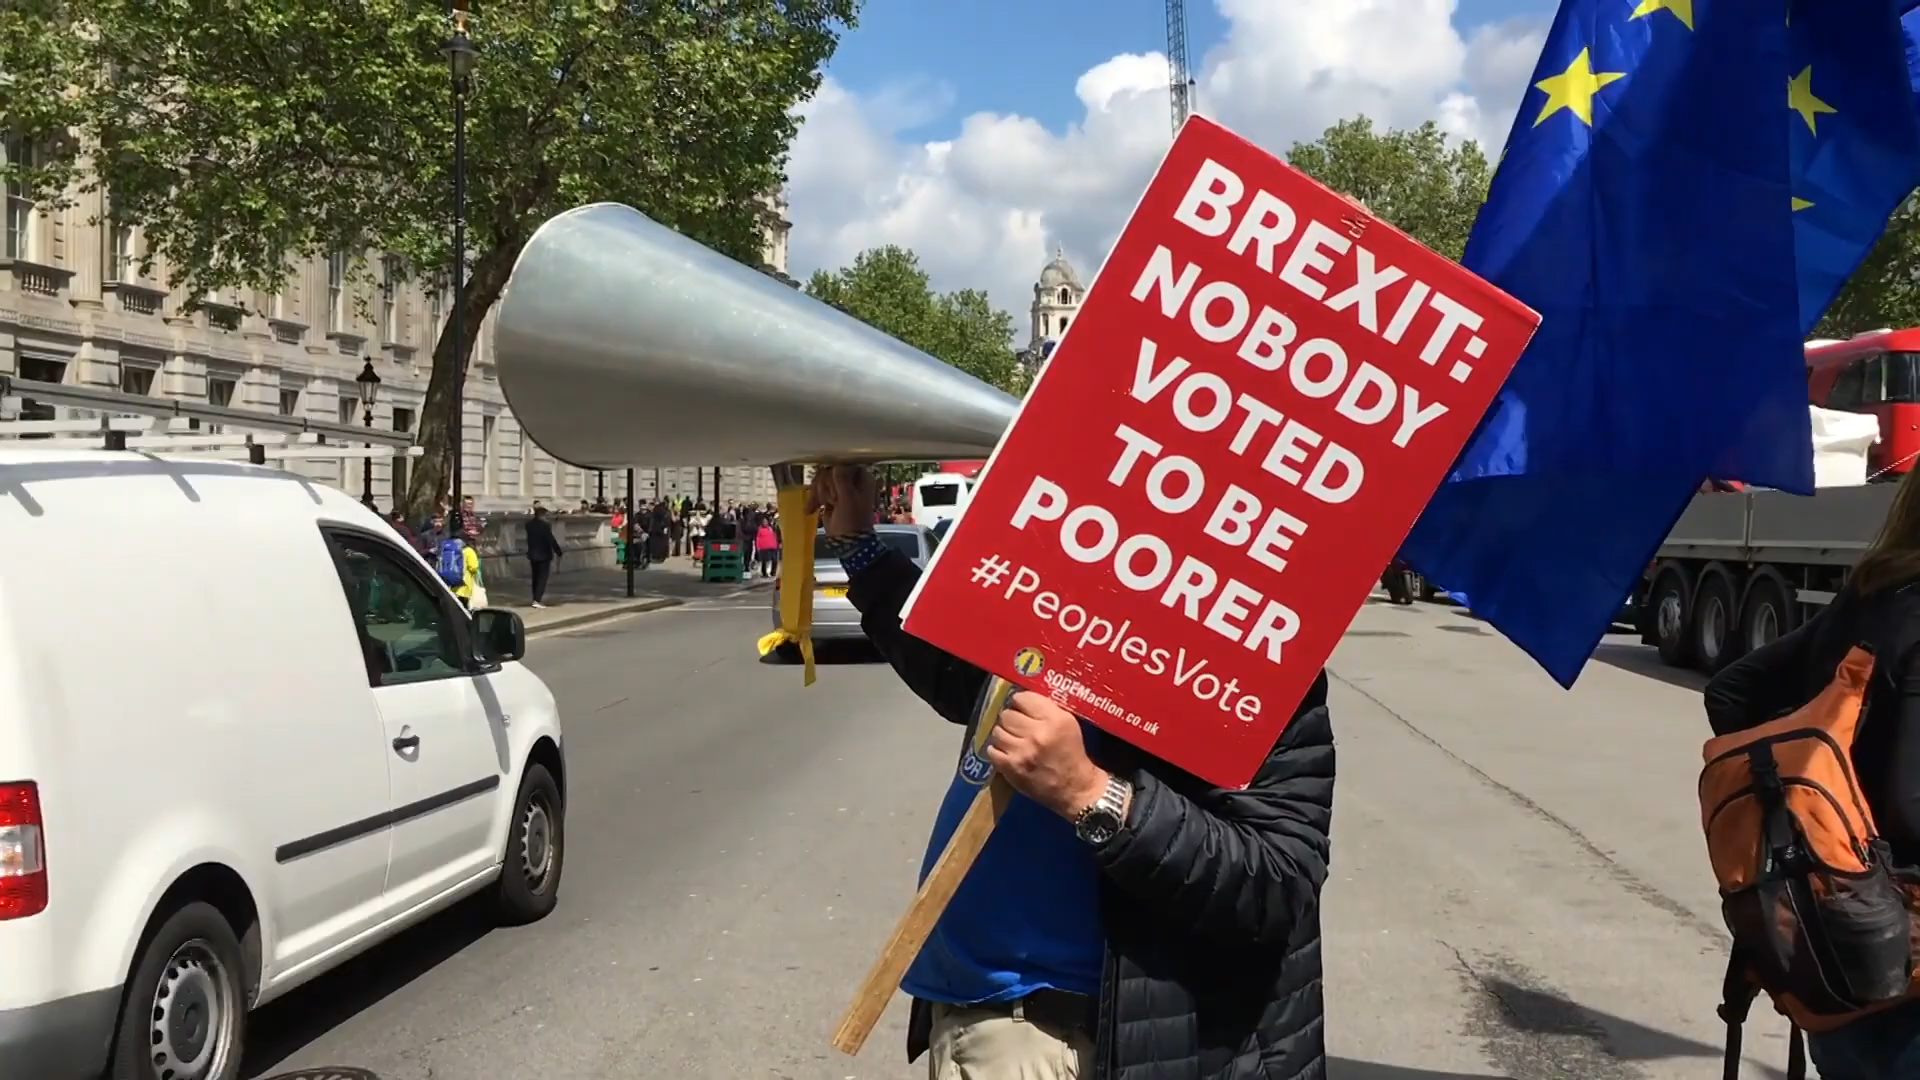 BREXIT:
NOBODY
VOTED
TO BE
POORER
#PeoplesVote
SODEMaction.co.uk